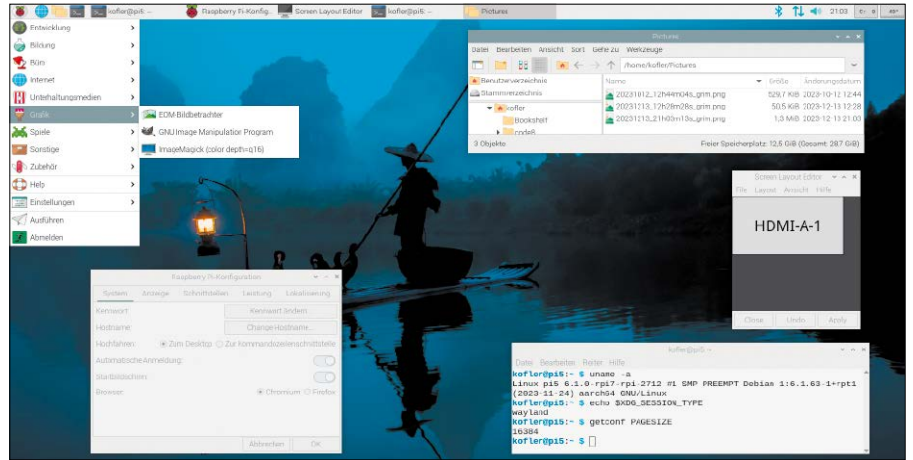 kofler@pi5: ~
Raspberry Pi-Konfig...
Screen Layout Editor
kofler@pi5: ~
Pictures
21:03
Entwicklung
Bildung
Büro
Internet
Unterhaltungsmedien
Grafik
Spiele
Sonstige
Zubehör
Help
Einstellungen
Ausführen
Abmelden
EOM-Bildbetrachter
GNU Image Manipulation Program
ImageMagick (color depth=q16)
Pictures
Datei Bearbeiten Ansicht Sort Gehe zu Werkzeuge
/home/kofler/Pictures
Benutzerverzeichnis
Stammverzeichnis
kofler
Bookshelf
Name Größe Änderungsdatum
20231012_12h44m04s_grim.png 529,7 KiB 2023-10-12 12:44
20231213_12h28m28s_grim.png 50,5 KiB 2023-12-13 12:28
20231213_21h03m13s_grim.png 1,0 MiB 2023-12-13 21:03
3 Objekte Freier Speicherplatz: 12,5 GiB (Gesamt: 28,7 GiB)
Screen Layout Editor
File Layout Ansicht Hilfe
HDMI-A-1
Close Undo Apply
Raspberry Pi-Konfiguration
System Anzeige Schnittstellen Leistung Lokalisierung
Kennwort: Kennwort ändern...
Hostname: Change Hostname...
Hochfahren: Zum Desktop Zur Kommandozeilenschnittstelle
Automatische Anmeldung:
Startbildschirm:
Browser: Chromium Firefox
Abbrechen OK
kofler@pi5: ~
Datei Bearbeiten Reiter Hilfe
kofler@pi5:~ $ uname -a
Linux pi5 6.1.0-rpi7-rpi-2712 #1 SMP PREEMPT Debian 1:6.1.63-1+rpt1
(2023-11-24) aarch64 GNU/Linux
kofler@pi5:~ $ echo $XDG_SESSION_TYPE
wayland
kofler@pi5:~ $ getconf PAGESIZE
16384
kofler@pi5:~ $